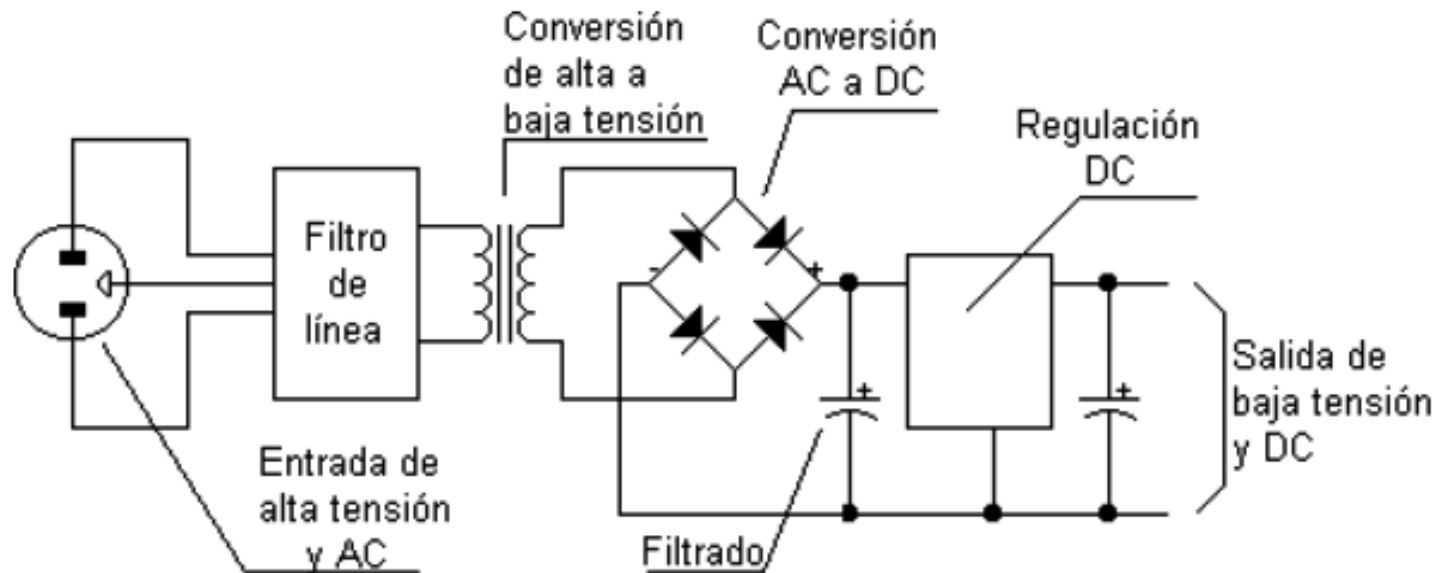 Conversión
de alta a
baja tensión
Conversión
AC a DC
Regulación
DC
Filtro
de
línea
-
+
+
+
Salida de
baja tensión
y DC
Entrada de
alta tensión
y AC
Filtrado